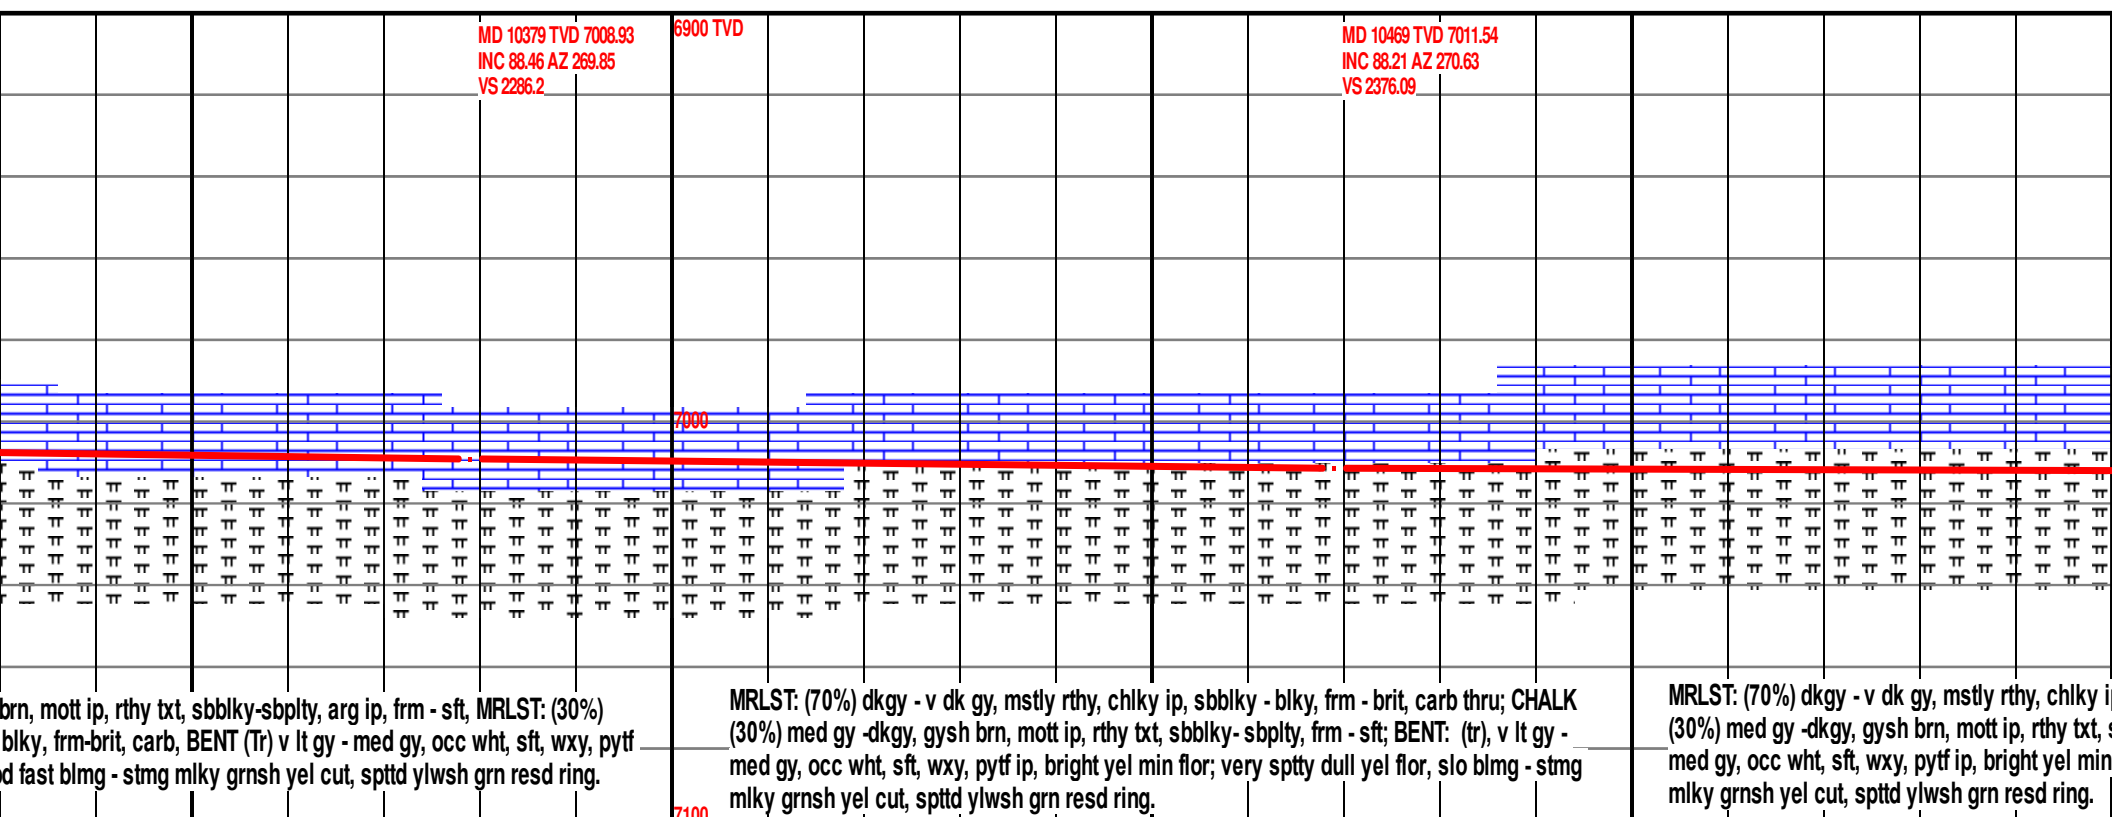 MD 10379 TVD 7008.93
INC 88.46 AZ 269.85
VS 2286.2
6900 TVD
MD 10469 TVD 7011.54
INC 88.21 AZ 270.63
VS 2376.09
7000
brn, mott ip, rthy txt, sbblky-sbplty, arg ip, frm - sft, MRLST: (30%)
blky, frm-brit, carb, BENT (Tr) v lt gy - med gy, occ wht, sft, wxy, pytf
d fast blmg - stmg mlky grnsh yel cut, spttd ylwsh grn resd ring.
MRLST: (70%) dkgy - v dk gy, mstly rthy, chlky ip, sbblky - blky, frm - brit, carb thru; CHALK
(30%) med gy -dkgy, gysh brn, mott ip, rthy txt, sbblky- sbplty, frm - sft; BENT: (tr), v lt gy -
med gy, occ wht, sft, wxy, pytf ip, bright yel min flor; very sptty dull yel flor, slo blmg - stmg
mlky grnsh yel cut, spttd ylwsh grn resd ring.
MRLST: (70%) dkgy - v dk gy, mstly rthy, chlky ip
(30%) med gy -dkgy, gysh brn, mott ip, rthy txt, s
med gy, occ wht, sft, wxy, pytf ip, bright yel min
mlky grnsh yel cut, spttd ylwsh grn resd ring.
7100